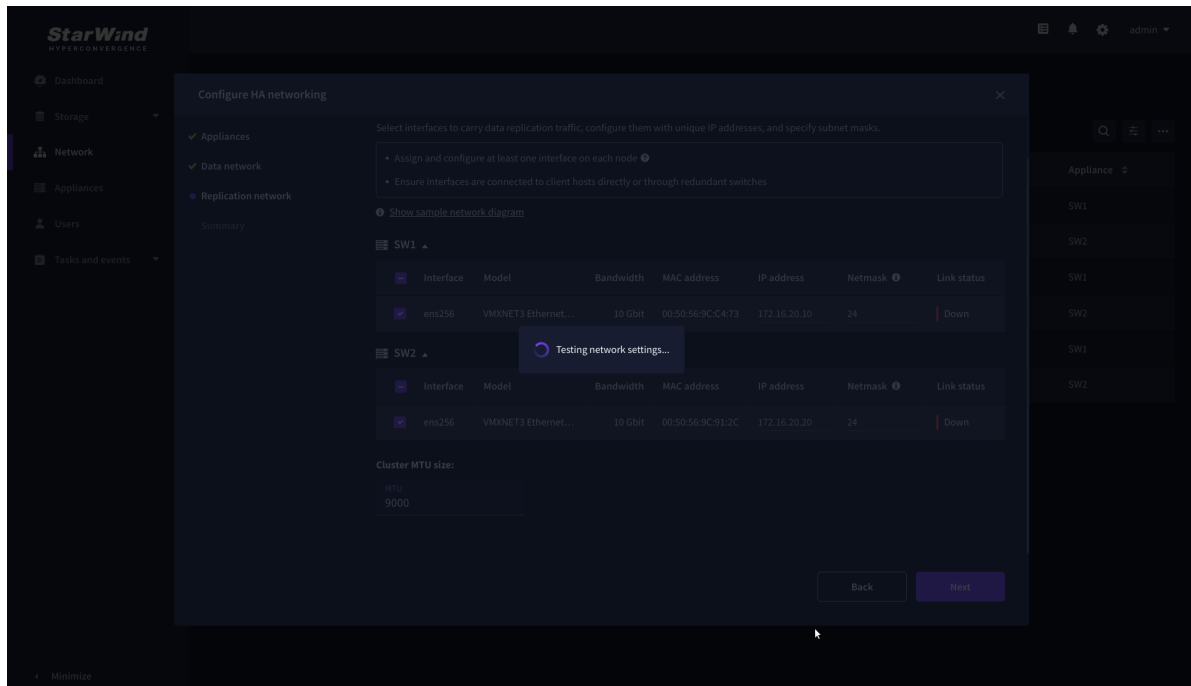 StarWind
HYPERCONVERGENCE
admin
Dashboard
Storage
Network
Appliances
Users
Tasks and events
Minimize
Configure HA networking
Appliances
Data network
Replication network
Summary
Select interfaces to carry data replication traffic, configure them with unique IP addresses, and specify subnet masks.
• Assign and configure at least one interface on each node
• Ensure interfaces are connected to client hosts directly or through redundant switches
Show sample network diagram
SW1
Interface Model Bandwidth MAC address IP address Netmask Link status
ens256 VMXNET3 Ethernet... 10 Gbit 00:50:56:9C:C4:73 172.16.20.10 24 Down
Testing network settings...
SW2
Interface Model Bandwidth MAC address IP address Netmask Link status
ens256 VMXNET3 Ethernet... 10 Gbit 00:50:56:9C:91:2C 172.16.20.20 24 Down
Cluster MTU size:
MTU
9000
Back Next
Appliance
SW1
SW2
SW1
SW2
SW1
SW2